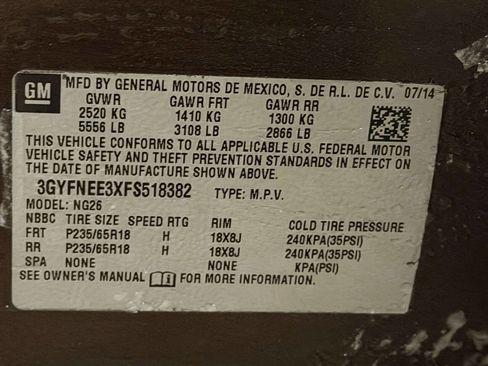 GM MFD BY GENERAL MOTORS DE MEXICO, S. DE R.L. DE C.V. 07/14
GVWR GAWR FRT GAWR RR
2520 KG 1410 KG 1300 KG
5556 LB 3108 LB 2866 LB
THIS VEHICLE CONFORMS TO ALL APPLICABLE U.S. FEDERAL MOTOR
VEHICLE SAFETY AND THEFT PREVENTION STANDARDS IN EFFECT ON
THE DATE OF MANUFACTURE SHOWN ABOVE.
3GYFNEE3XFS518382 TYPE: M.P.V.
MODEL: NG26
NBBC TIRE SIZE SPEED RTG RIM COLD TIRE PRESSURE
FRT P235/65R18 H 18X8J 240KPA(35PSI)
RR P235/65R18 H 18X8J 240KPA(35PSI)
SPA NONE NONE KPA(PSI)
SEE OWNER'S MANUAL FOR MORE INFORMATION.